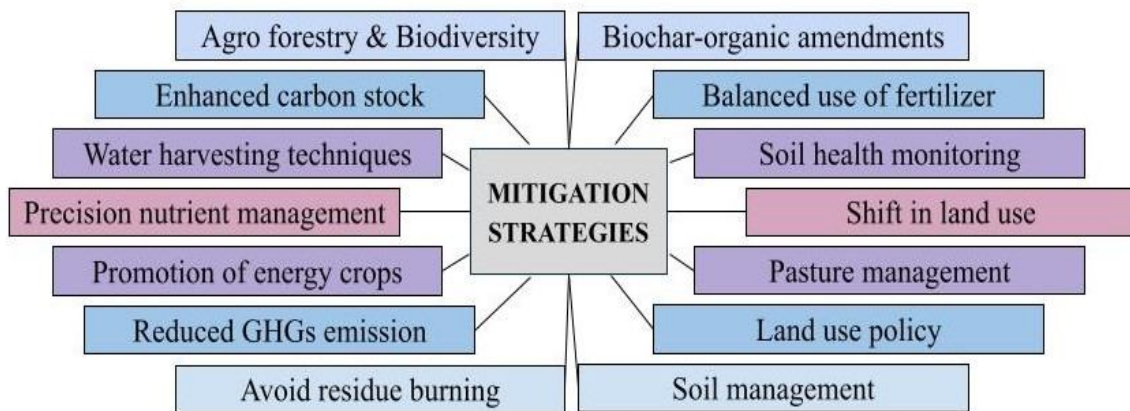 Agro forestry & Biodiversity
Biochar-organic amendments
Enhanced carbon stock
Balanced use of fertilizer
Water harvesting techniques
Soil health monitoring
MITIGATION
STRATEGIES
Precision nutrient management
Shift in land use
Promotion of energy crops
Pasture management
Reduced GHGs emission
Land use policy
Avoid residue burning
Soil management